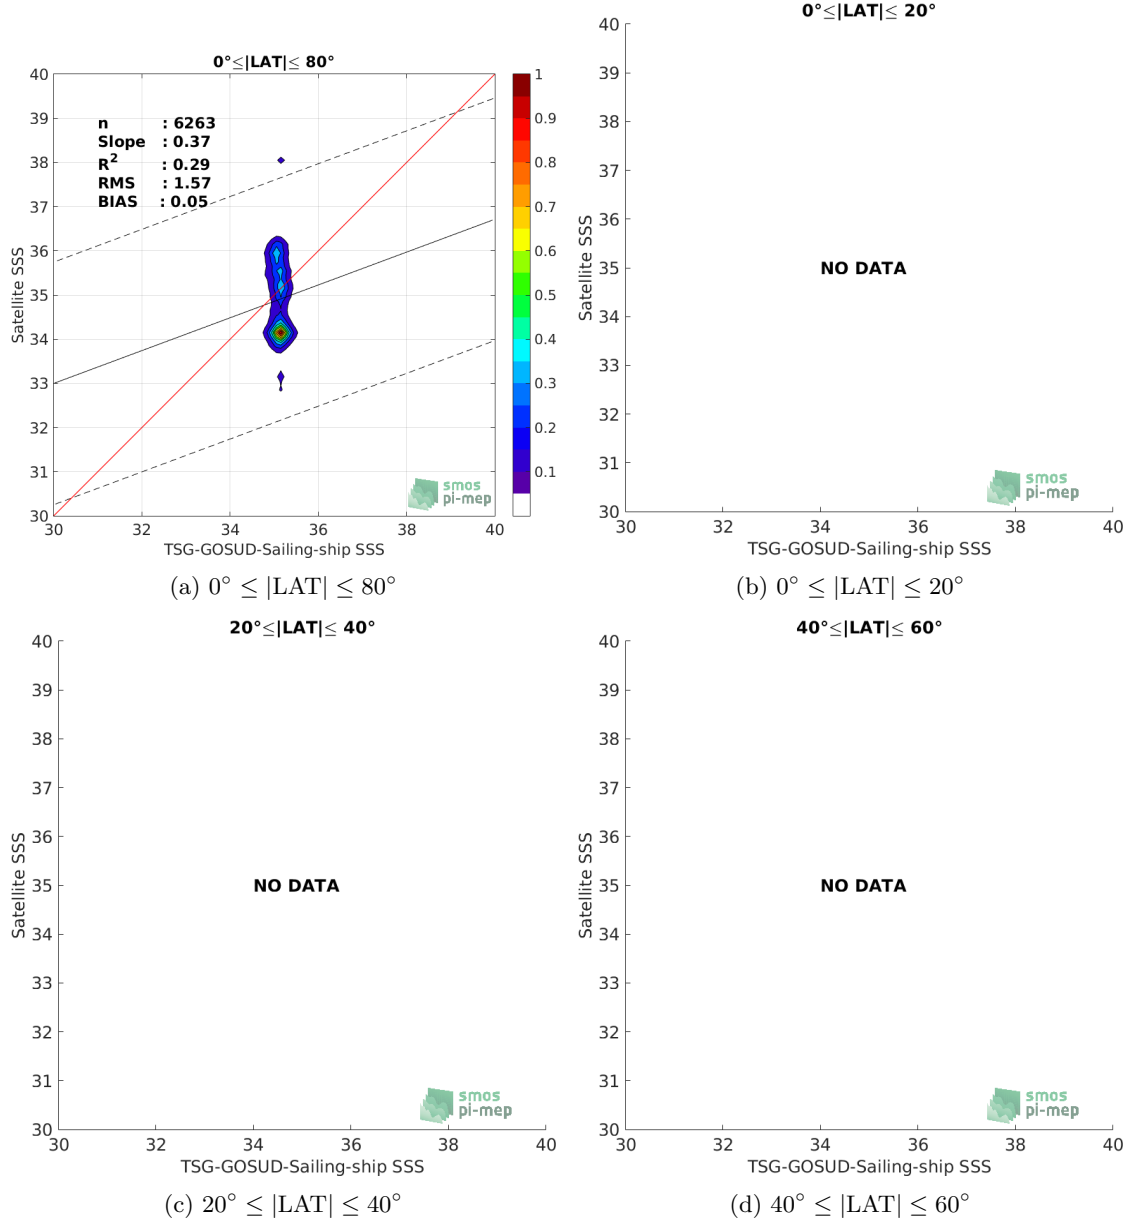 0°≤|LAT|≤ 80°
40
39
38
37
36
35
34
33
32
31
30
Satellite SSS
n : 6263
Slope : 0.37
R2 : 0.29
RMS : 1.57
BIAS : 0.05
1
0.9
0.8
0.7
0.6
0.5
0.4
0.3
0.2
0.1
smos
pi-mep
30 32 34 36 38 40
TSG-GOSUD-Sailing-ship SSS
(a) 0° ≤ |LAT| ≤ 80°
0°≤|LAT|≤ 20°
40
39
38
37
36
35
34
33
32
31
30
Satellite SSS
NO DATA
smos
pi-mep
30 32 34 36 38 40
TSG-GOSUD-Sailing-ship SSS
(b) 0° ≤ |LAT| ≤ 20°
20°≤|LAT|≤ 40°
40
39
38
37
36
35
34
33
32
31
30
Satellite SSS
NO DATA
smos
pi-mep
30 32 34 36 38 40
TSG-GOSUD-Sailing-ship SSS
(c) 20° ≤ |LAT| ≤ 40°
40°≤|LAT|≤ 60°
40
39
38
37
36
35
34
33
32
31
30
Satellite SSS
NO DATA
smos
pi-mep
30 32 34 36 38 40
TSG-GOSUD-Sailing-ship SSS
(d) 40° ≤ |LAT| ≤ 60°